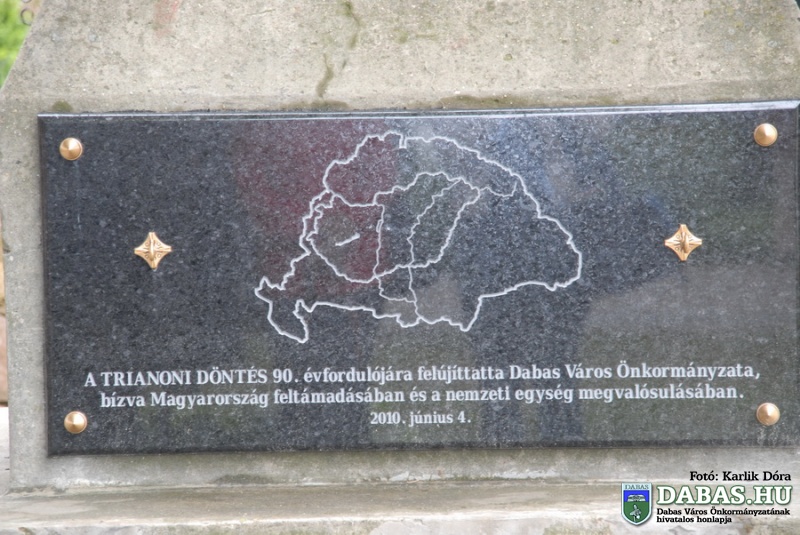 A TRIANONI DÖNTÉS 90. évfordulójára felújíttatta Dabas Város Önkormányzata,
bízva Magyarország feltámadásában és a nemzeti egység megvalósulásában.
2010. június 4.
Fotó: Karlik Dóra
DABAS
DABAS.HU
Dabas Város Önkormányzatának
hivatalos honlapja